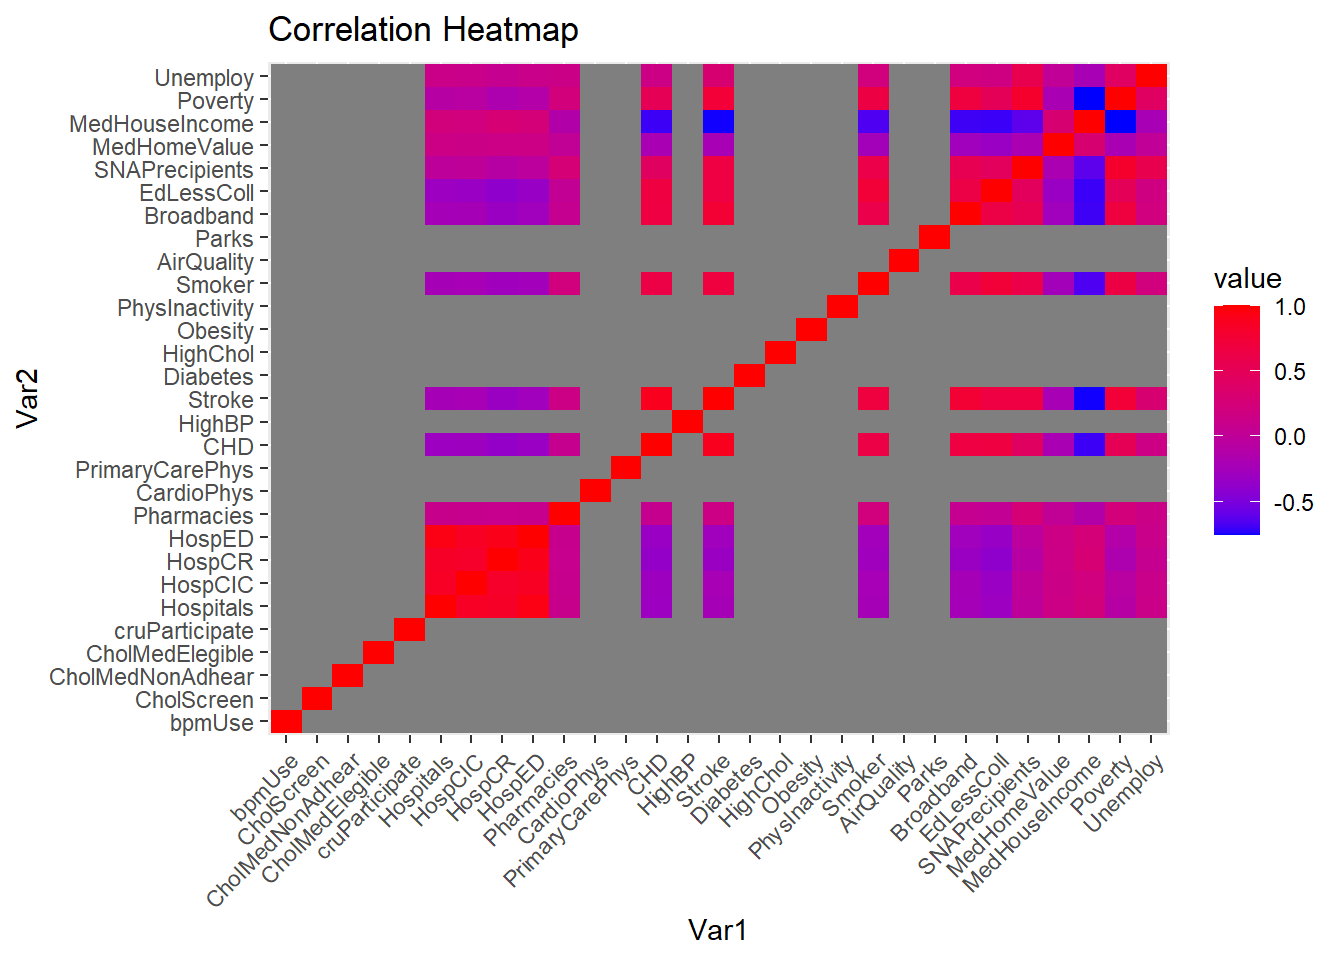 Correlation Heatmap
Unemploy
Poverty
MedHouseIncome
MedHomeValue
SNAPrecipients
EdLessColl
Broadband
Parks
AirQuality
Smoker
PhysInactivity
Obesity
HighChol
Diabetes
Stroke
HighBP
CHD
PrimaryCarePhys
CardioPhys
Pharmacies
HospED
HospCR
HospCIC
Hospitals
cruParticipate
CholMedElegible
CholMedNonAdhear
CholScreen
bpmUse
Var2
bpmUse
CholScreen
CholMedNonAdhear
CholMedElegible
cruParticipate
Hospitals
HospCIC
HospCR
HospED
Pharmacies
CardioPhys
PrimaryCarePhys
CHD
HighBP
Stroke
Diabetes
HighChol
Obesity
PhysInactivity
Smoker
AirQuality
Parks
Broadband
EdLessColl
SNAPrecipients
MedHomeValue
MedHouseIncome
Poverty
Unemploy
Var1
value
1.0
0.5
0.0
-0.5